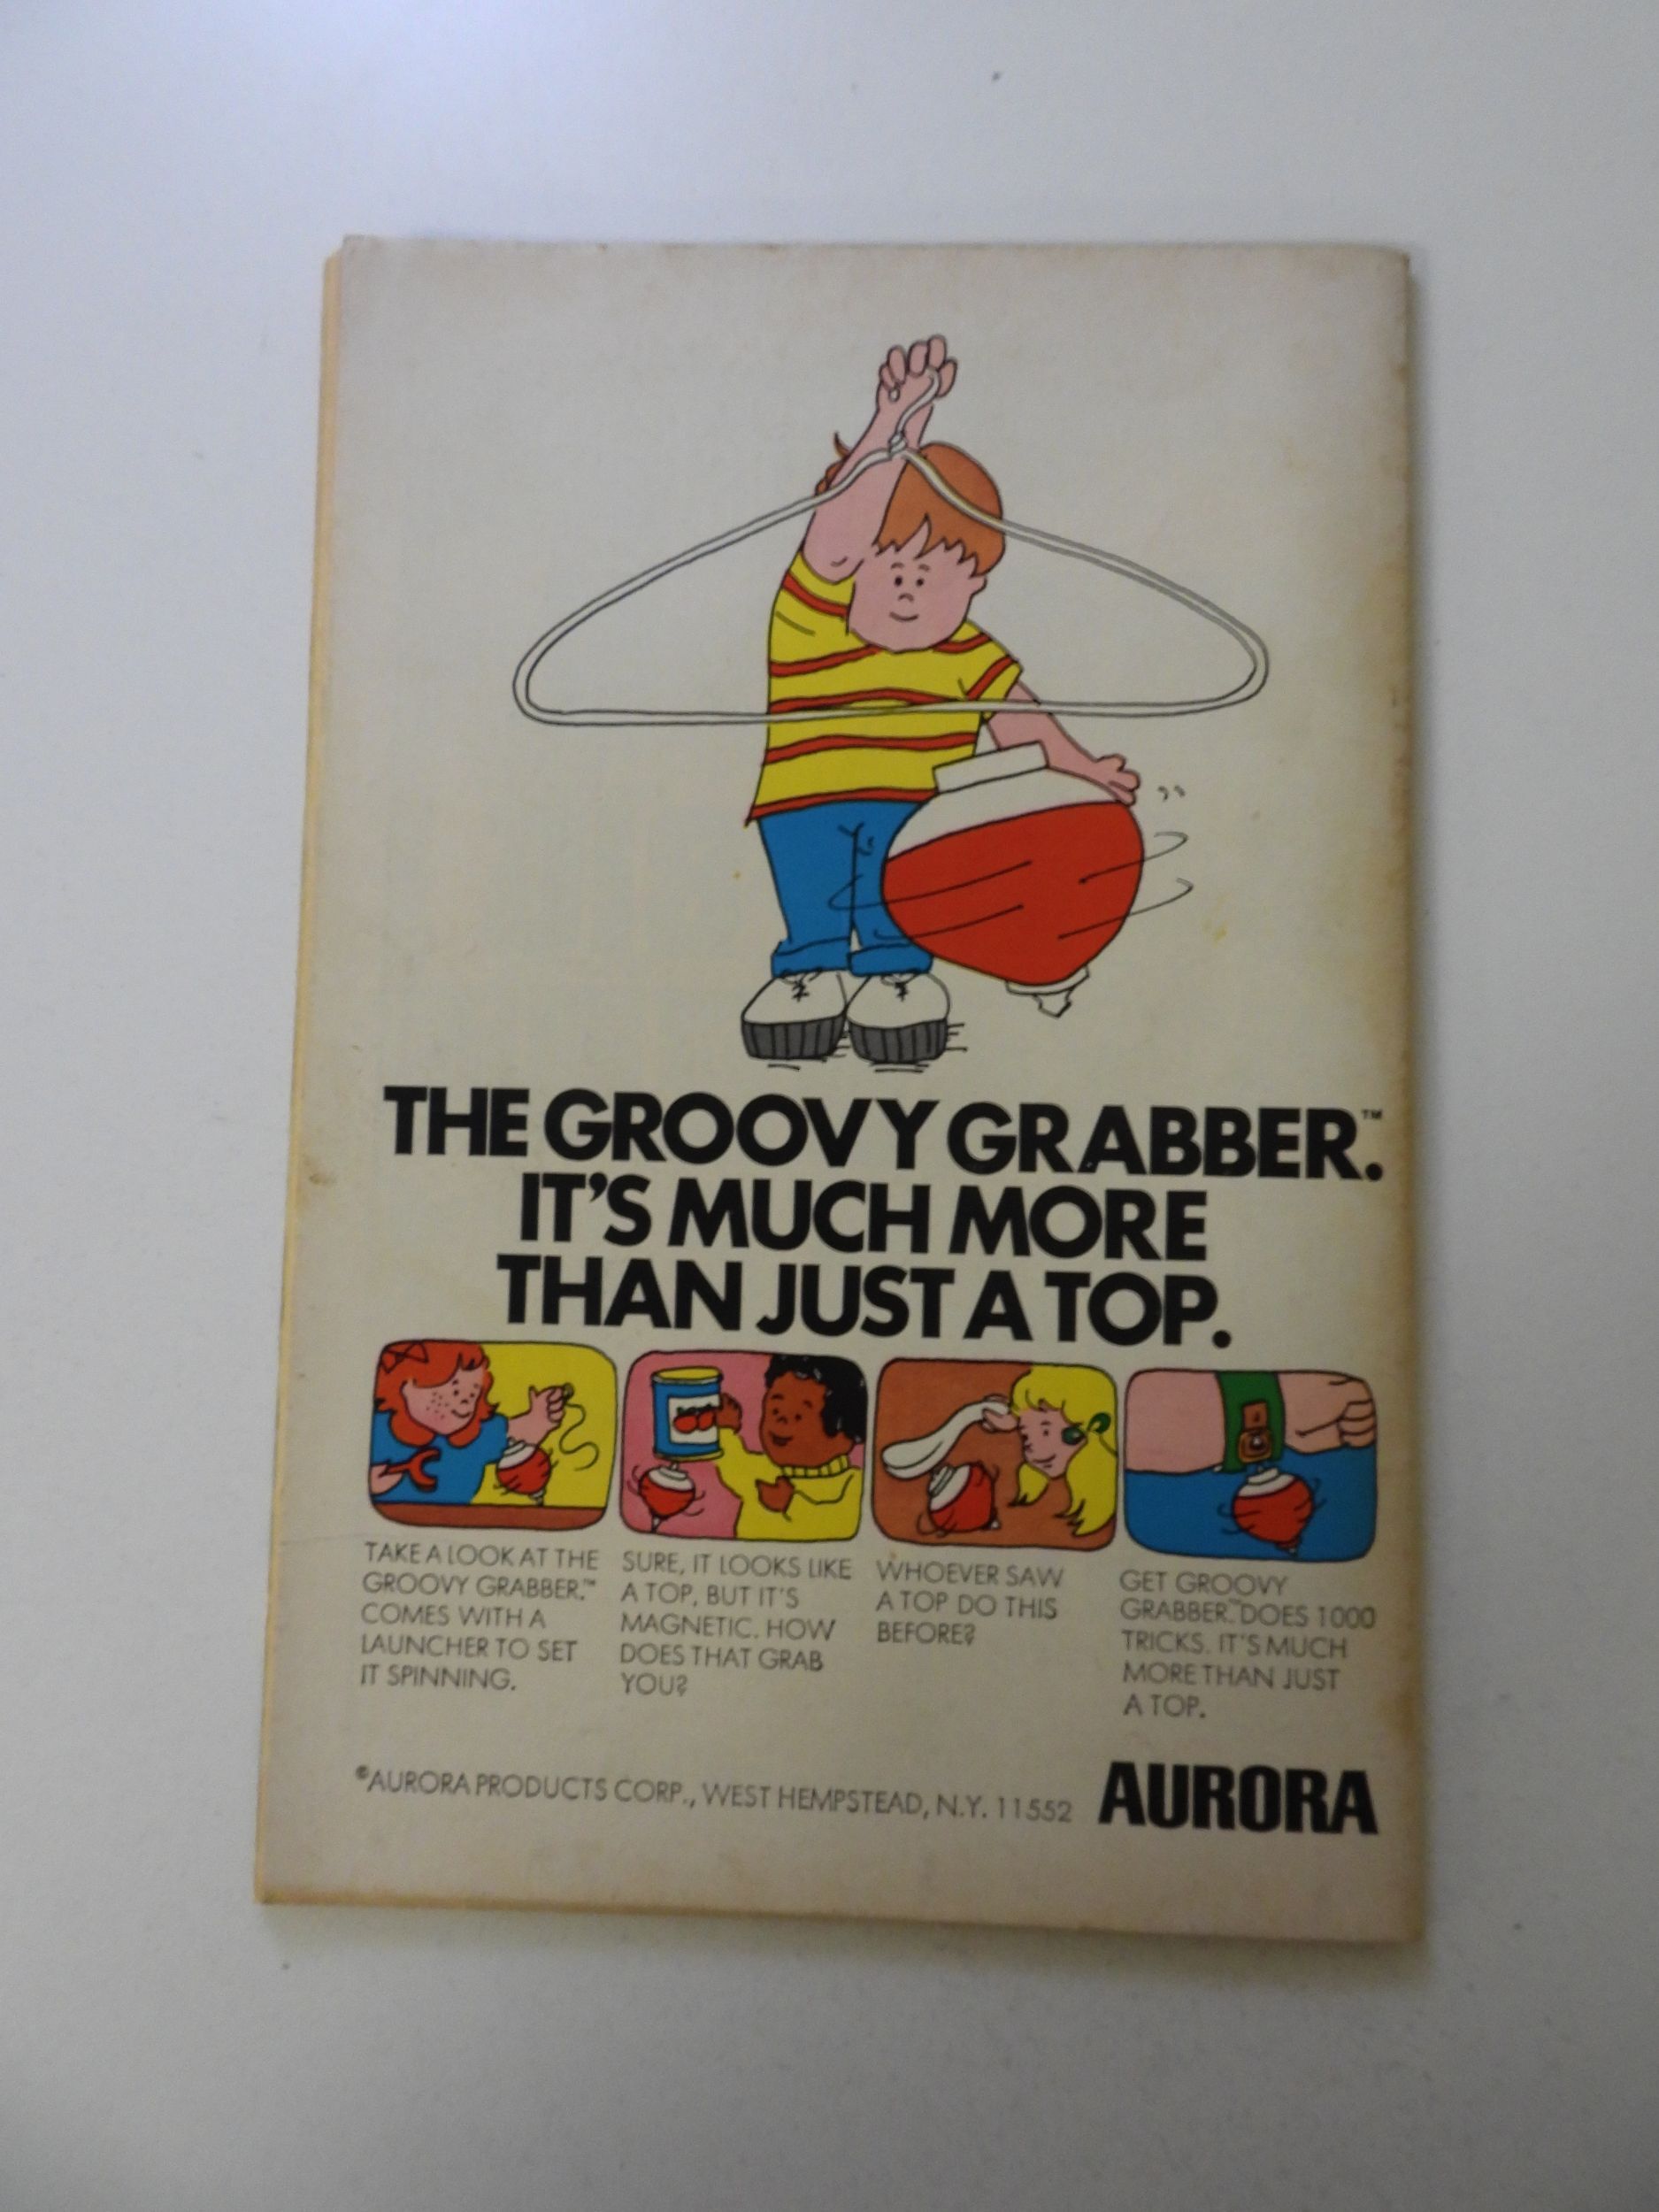 THE GROOVY GRABBER.™
IT'S MUCH MORE
THAN JUST A TOP.
TAKE A LOOK AT THE
GROOVY GRABBER.™
COMES WITH A
LAUNCHER TO SET
IT SPINNING.
SURE, IT LOOKS LIKE
A TOP, BUT IT'S
MAGNETIC. HOW
DOES THAT GRAB
YOU?
WHOEVER SAW
A TOP DO THIS
BEFORE?
GET GROOVY
GRABBER.™ DOES 1000
TRICKS. IT'S MUCH
MORE THAN JUST
A TOP.
©AURORA PRODUCTS CORP., WEST HEMPSTEAD, N.Y. 11552
AURORA